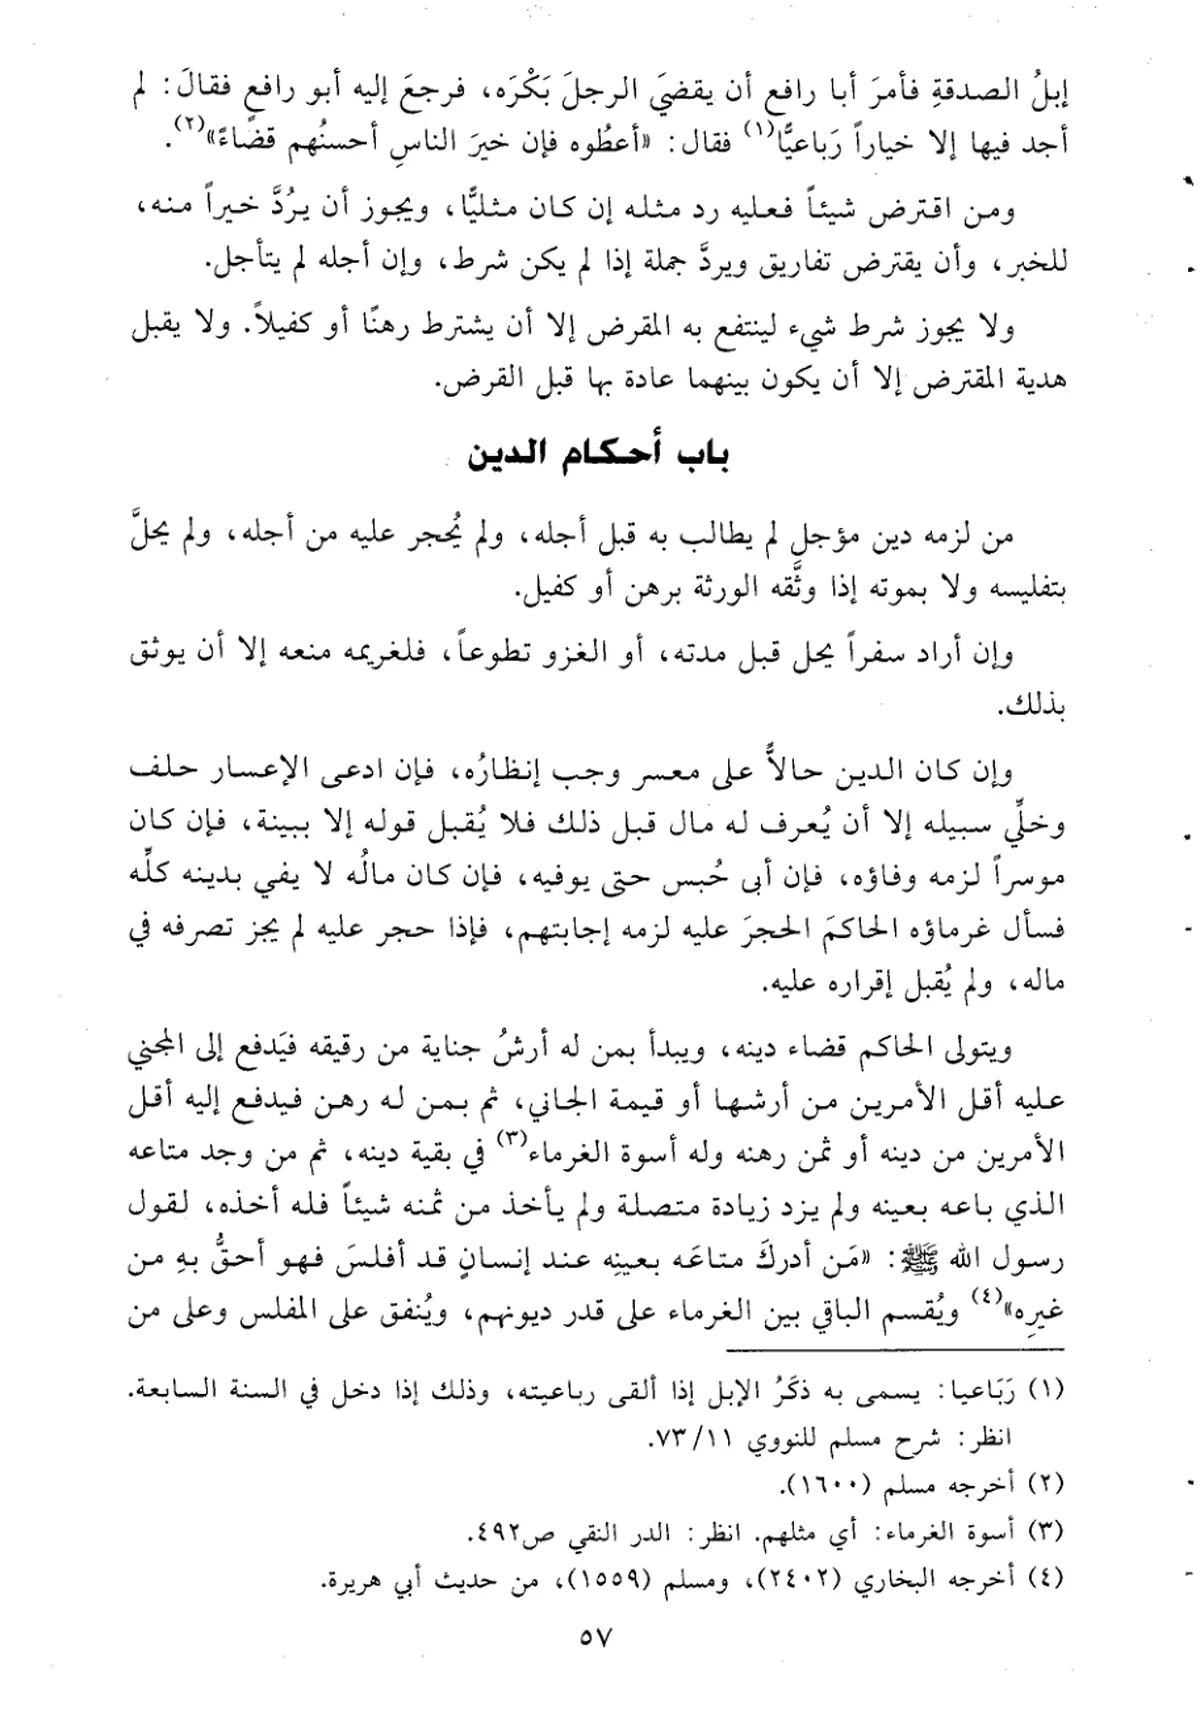 إبلُ الصدقةِ فأمرَ أبا رافع أن يقضيَ الرجلَ بَكْرَه، فرجعَ إليه أبو رافعٍ فقالَ: لم
أجد فيها إلا خياراً رَباعيًّا(١) فقال: «أعطُوه فإن خيرَ الناسِ أحسنُهم قضاءً»(٢).
ومن اقترض شيئاً فعليه رد مثله إن كان مثليًّا، ويجوز أن يرُدَّ خيراً منه،
للخبر، وأن يقترض تفاريق ويردَّ جملة إذا لم يكن شرط، وإن أجله لم يتأجل.
ولا يجوز شرط شيء لينتفع به المقرض إلا أن يشترط رهنًا أو كفيلاً. ولا يقبل
هدية المقترض إلا أن يكون بينهما عادة بها قبل القرض.
باب أحكام الدين
من لزمه دين مؤجل لم يطالب به قبل أجله، ولم يُحجر عليه من أجله، ولم يحلَّ
بتفليسه ولا بموته إذا وثَّقه الورثة برهن أو كفيل.
وإن أراد سفراً يحل قبل مدته، أو الغزو تطوعاً، فلغريمه منعه إلا أن يوثق
بذلك.
وإن كان الدين حالاًّ على معسر وجب إنظارُه، فإن ادعى الإعسار حلف
وخلِّي سبيله إلا أن يُعرف له مال قبل ذلك فلا يُقبل قوله إلا ببينة، فإن كان
موسراً لزمه وفاؤه، فإن أبى حُبس حتى يوفيه، فإن كان مالُه لا يفي بدينه كلِّه
فسأل غرماؤه الحاكمَ الحجرَ عليه لزمه إجابتهم، فإذا حجر عليه لم يجز تصرفه في
ماله، ولم يُقبل إقراره عليه.
ويتولى الحاكم قضاء دينه، ويبدأ بمن له أرشُ جناية من رقيقه فيَدفع إلى المجني
عليه أقل الأمرين من أرشها أو قيمة الجاني، ثم بمن له رهن فيدفع إليه أقل
الأمرين من دينه أو ثمن رهنه وله أسوة الغرماء(٣) في بقية دينه، ثم من وجد متاعه
الذي باعه بعينه ولم يزد زيادة متصلة ولم يأخذ من ثمنه شيئاً فله أخذه، لقول
رسول الله ﷺ: «مَن أدركَ متاعَه بعينِه عند إنسانٍ قد أفلسَ فهو أحقُّ بهِ من
غيرِه»(٤) ويُقسم الباقي بين الغرماء على قدر ديونهم، ويُنفق على المفلس وعلى من
(١) رَبَاعيا: يسمى به ذكَرُ الإبل إذا ألقى رباعيته، وذلك إذا دخل في السنة السابعة.
انظر: شرح مسلم للنووي ١١/ ٧٣.
(٢) أخرجه مسلم (١٦٠٠).
(٣) أسوة الغرماء: أي مثلهم. انظر: الدر النقي ص٤٩٢.
(٤) أخرجه البخاري (٢٤٠٢)، ومسلم (١٥٥٩)، من حديث أبي هريرة.
٥٧